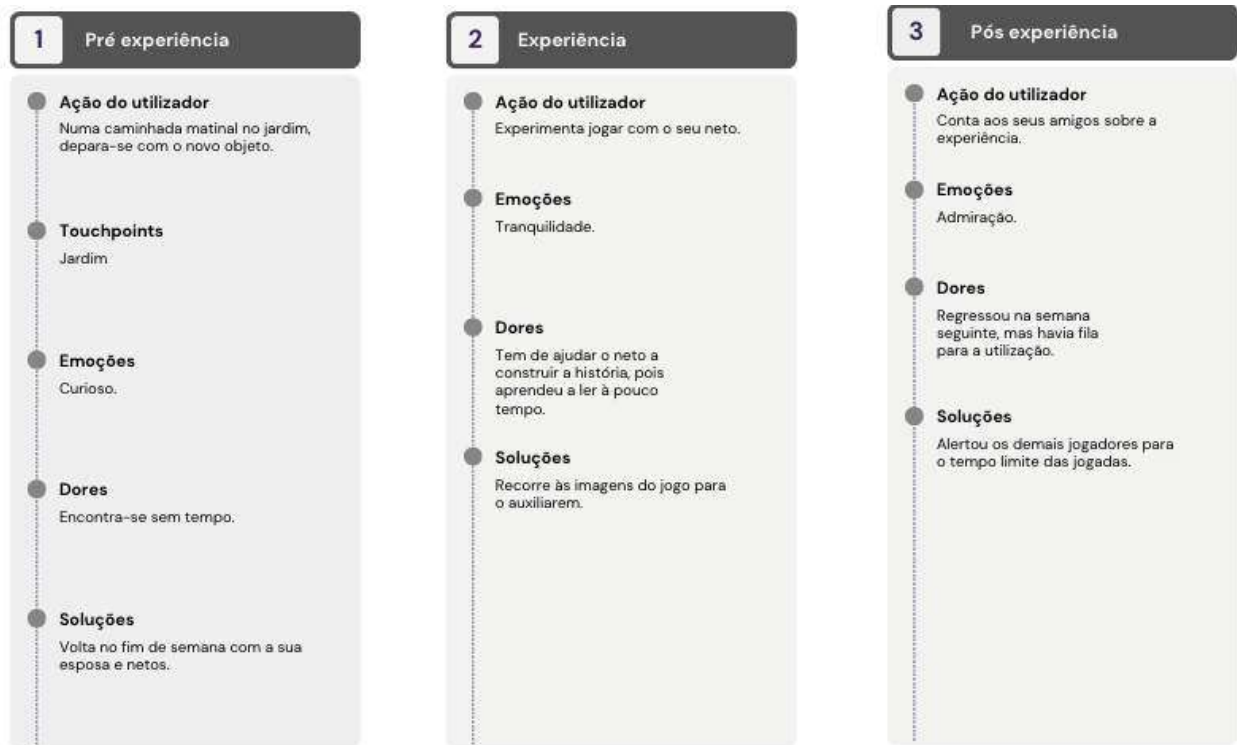 1
Pré experiência
Ação do utilizador
Numa caminhada matinal no jardim,
depara-se com o novo objeto.
Touchpoints
Jardim
Emoções
Curioso.
Dores
Encontra-se sem tempo.
Soluções
Volta no fim de semana com a sua
esposa e netos.
2
Experiência
Ação do utilizador
Experimenta jogar com o seu neto.
Emoções
Tranquilidade.
Dores
Tem de ajudar o neto a
construir a história, pois
aprendeu a ler à pouco
tempo.
Soluções
Recorre às imagens do jogo para
o auxiliarem.
3
Pós experiência
Ação do utilizador
Conta aos seus amigos sobre a
experiência.
Emoções
Admiração.
Dores
Regressou na semana
seguinte, mas havia fila
para a utilização.
Soluções
Alertou os demais jogadores para
o tempo limite das jogadas.